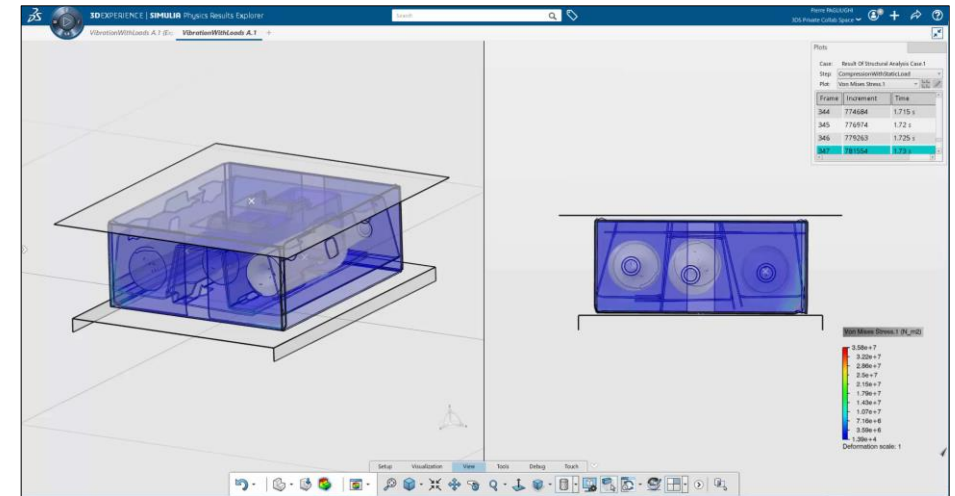 3DEXPERIENCE | SIMULIA Physics Results Explorer
Search
Pierre PAGLIUGHI
3DS Private Collab Space
VibrationWithLoads A.1 (Ex
VibrationWithLoads A.1 +
Plots
Case: Result Of Structural Analysis Case.1
Step: CompressionWithStaticLoad
Plot: Von Mises Stress.1
Frame Increment Time
344 774684 1.715 s
345 776974 1.72 s
346 779263 1.725 s
347 781554 1.73 s
Von Mises Stress.1 (N_m2)
3.58e+7
3.22e+7
2.86e+7
2.5e+7
2.15e+7
1.79e+7
1.43e+7
1.07e+7
7.16e+6
3.59e+6
1.39e+4
Deformation scale: 1
Setup Visualization View Tools Debug Touch